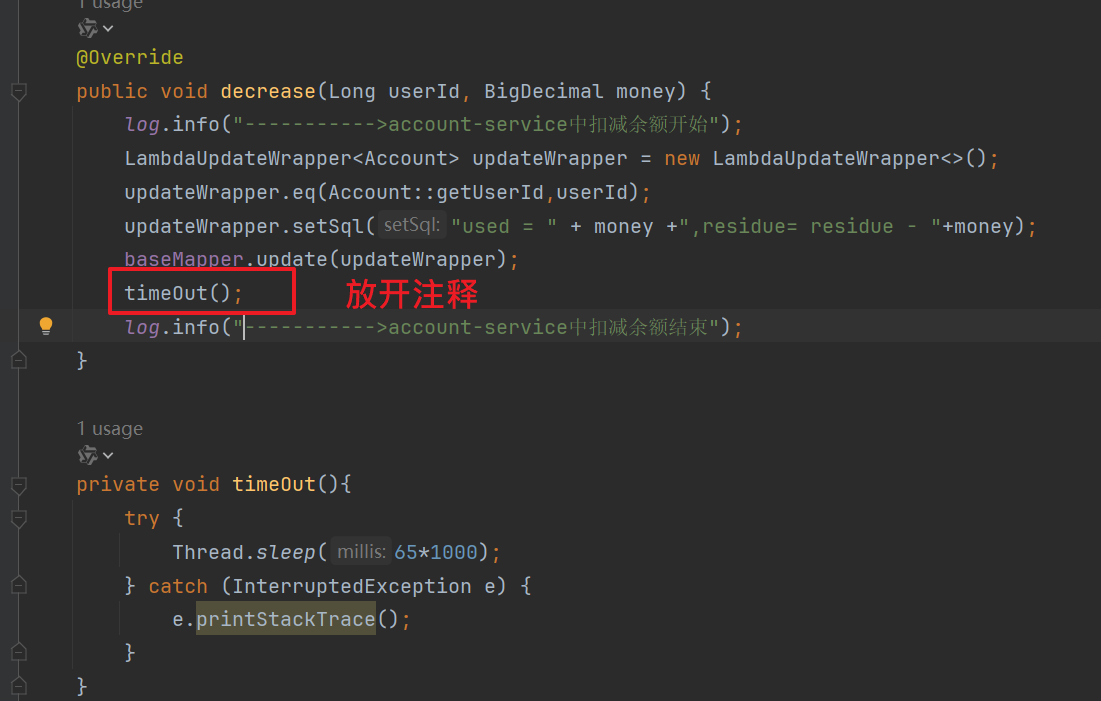 1 usage
@Override
public void decrease(Long userId, BigDecimal money) {
log.info("----------->account-service中扣减余额开始");
LambdaUpdateWrapper<Account> updateWrapper = new LambdaUpdateWrapper<>();
updateWrapper.eq(Account::getUserId,userId);
updateWrapper.setSql( setSql: "used = " + money +",residue= residue - "+money);
baseMapper.update(updateWrapper);
timeOut(); 放开注释
log.info("----------->account-service中扣减余额结束");
}
1 usage
private void timeOut(){
try {
Thread.sleep( millis: 65*1000);
} catch (InterruptedException e) {
e.printStackTrace();
}
}